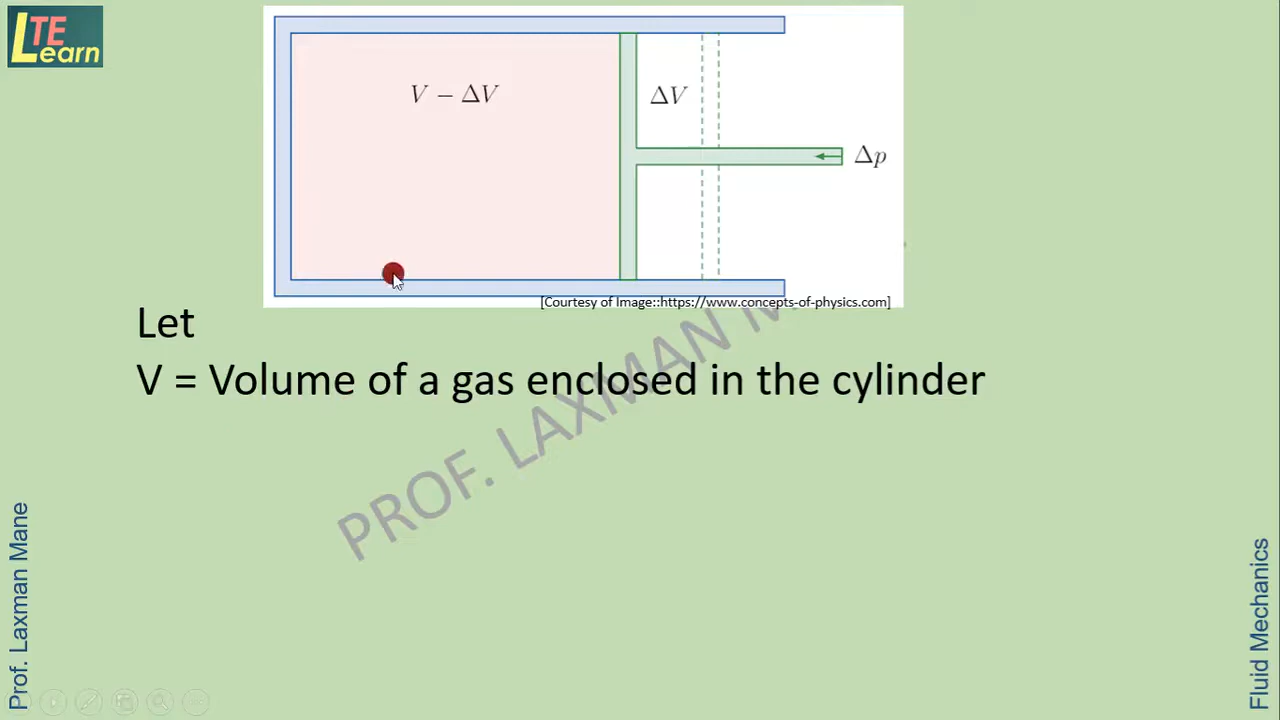 LTE
Learn
V − ΔV
ΔV
Δp
[Courtesy of Image::https://www.concepts-of-physics.com]
Let
V = Volume of a gas enclosed in the cylinder
PROF. LAXMAN M
Prof. Laxman Mane
Fluid Mechanics